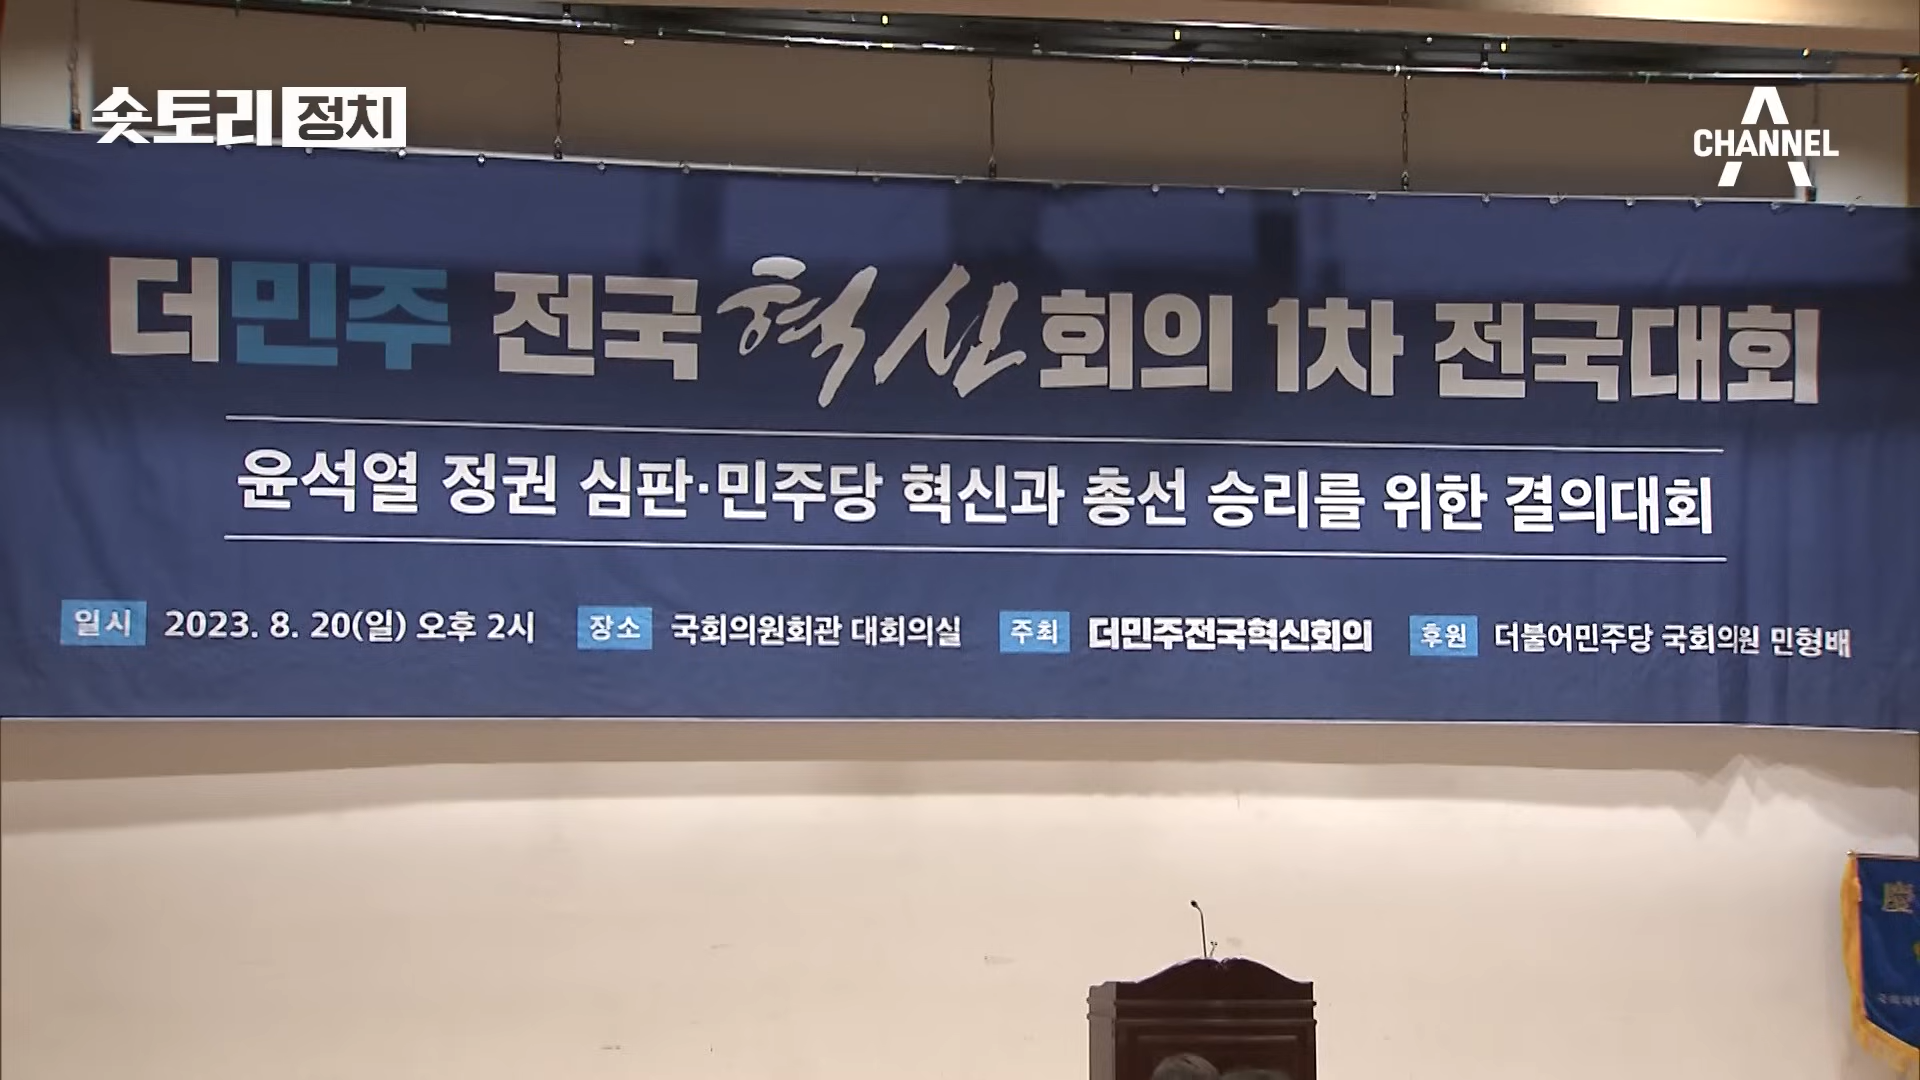 숏토리 정치
CHANNEL A
더민주 전국혁신회의 1차 전국대회
윤석열 정권 심판·민주당 혁신과 총선 승리를 위한 결의대회
일시 2023. 8. 20(일) 오후 2시 장소 국회의원회관 대회의실 주최 더민주전국혁신회의 후원 더불어민주당 국회의원 민형배